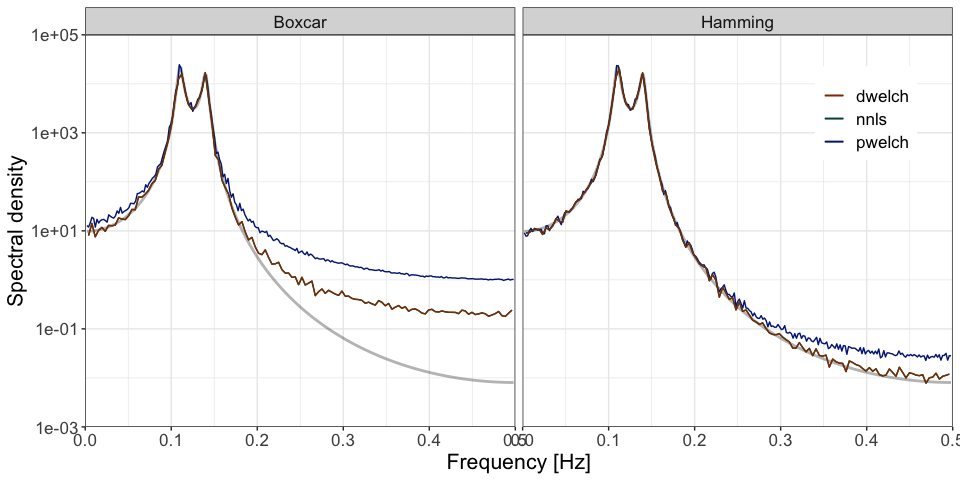 Boxcar
Hamming
1e+05
1e+03
1e+01
1e-01
1e-03
Spectral density
dwelch
nnls
pwelch
0.0 0.1 0.2 0.3 0.4 0.5
0.0 0.1 0.2 0.3 0.4 0.5
Frequency [Hz]